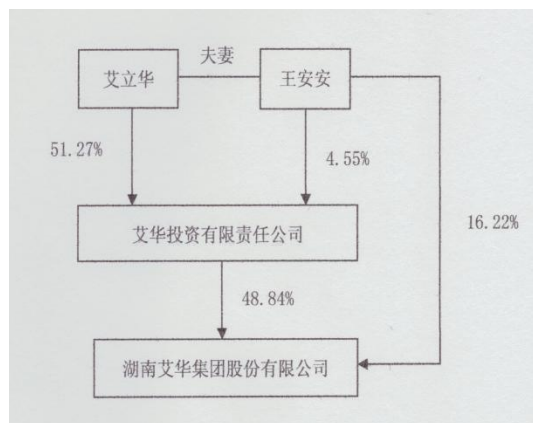 夫妻
艾立华
王安安
51.27%
4.55%
艾华投资有限责任公司
16.22%
48.84%
湖南艾华集团股份有限公司